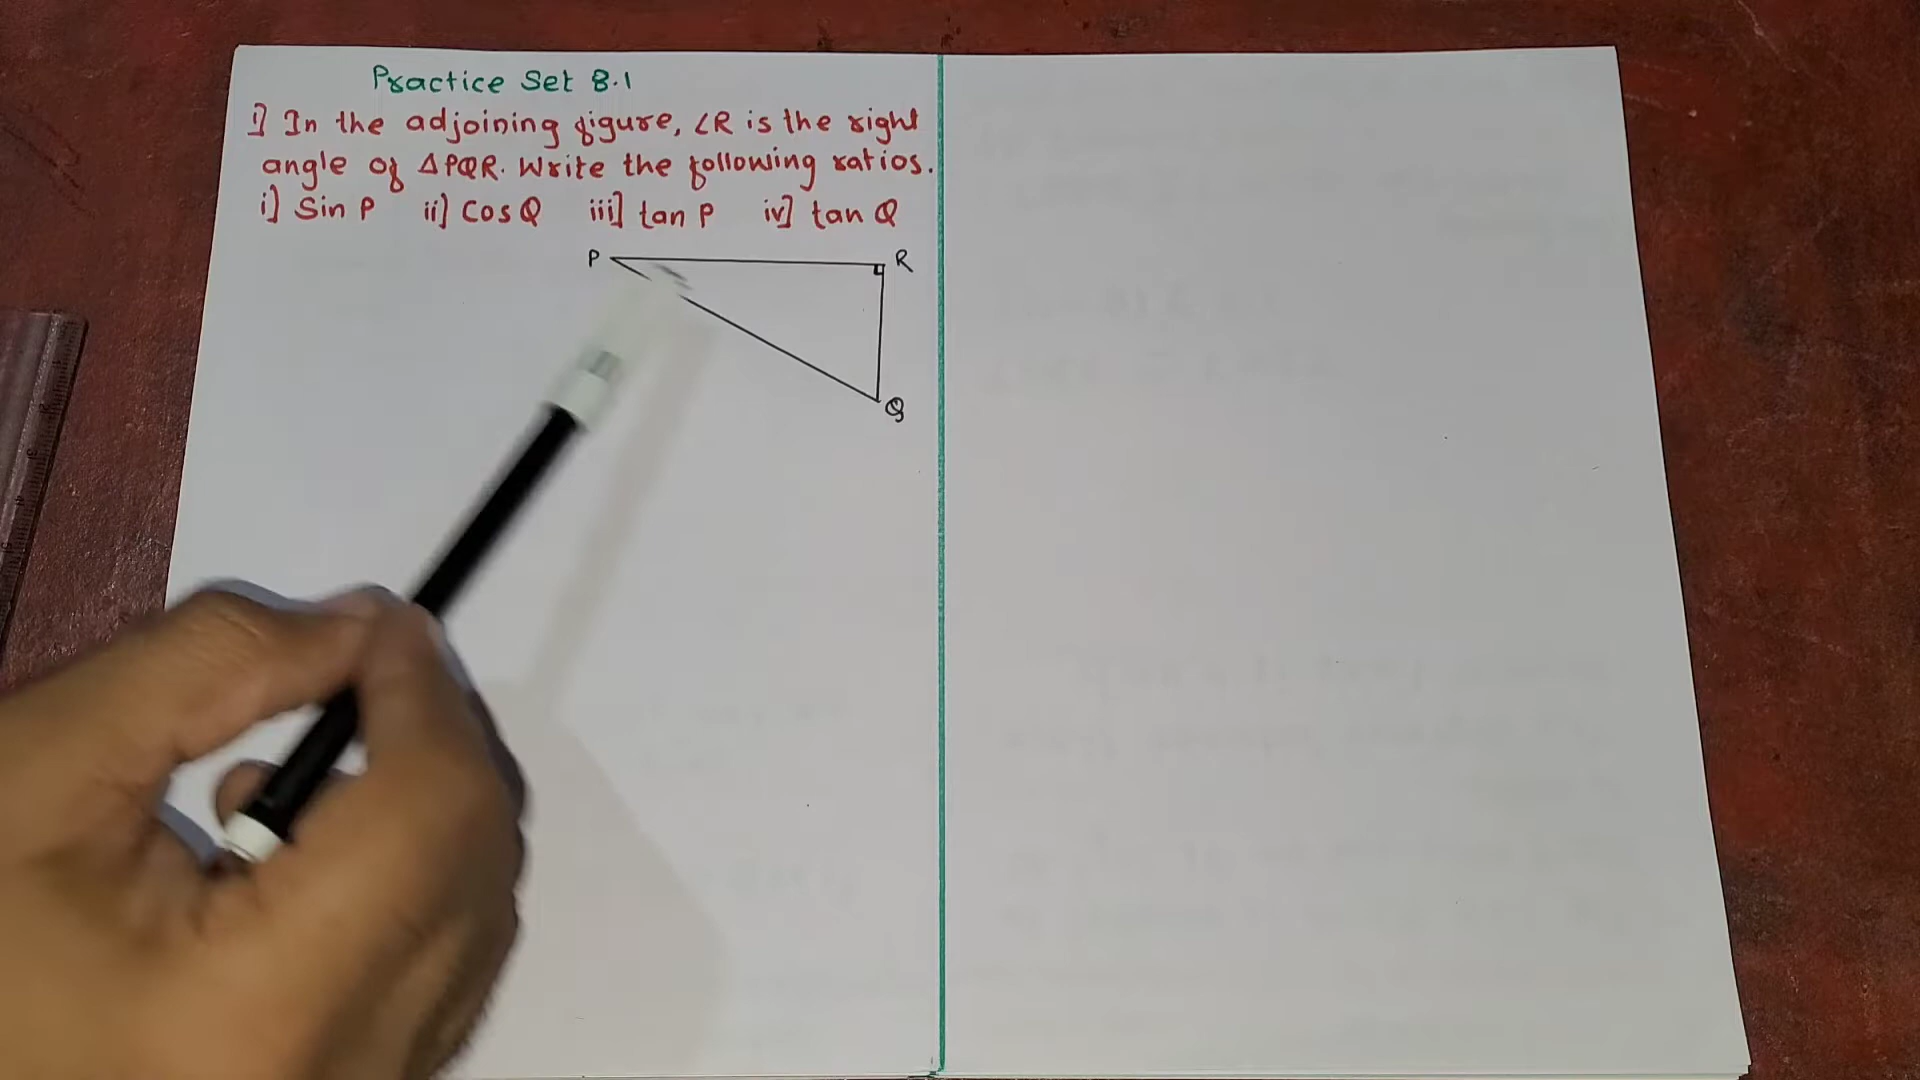 Practice Set 8.1
1] In the adjoining figure, ∠R is the right
angle of ΔPQR. Write the following ratios.
i] Sin P ii] Cos Q iii] tan P iv] tan Q
P R
Q